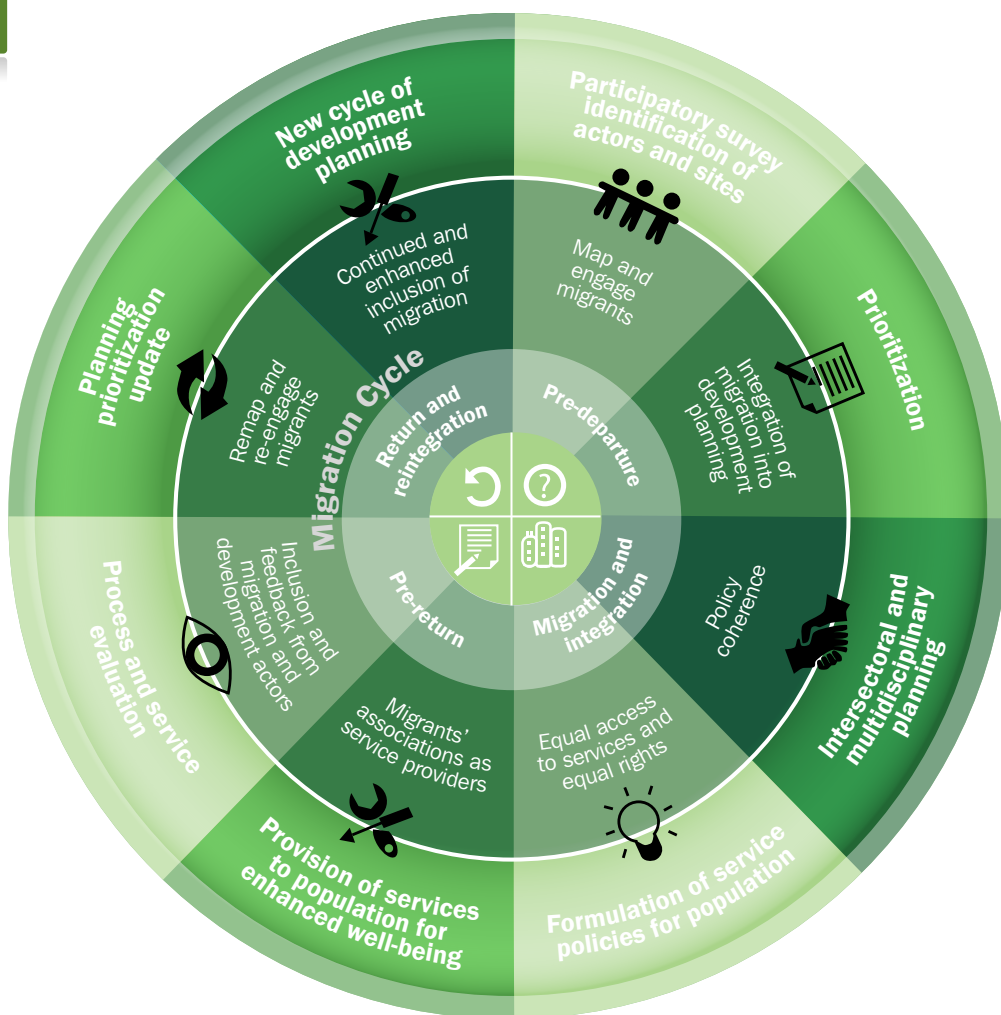 New cycle of
development
planning
Participatory survey
identification of
actors and sites
Prioritization
Intersectoral and
multidisciplinary
planning
Formulation of service
policies for population
Provision of services
to population for
enhanced well-being
Process and service
evaluation
Planning
prioritization
update
Continued and
enhanced
inclusion of
migration
Map and
engage
migrants
Integration of
migration into
development
planning
Policy
coherence
Equal access
to services and
equal rights
Migrants’
associations as
service providers
Inclusion and
feedback from
migration and
development actors
Remap and
re-engage
migrants
Migration Cycle
Return and
reintegration
Pre-departure
Migration and
integration
Pre-return
?